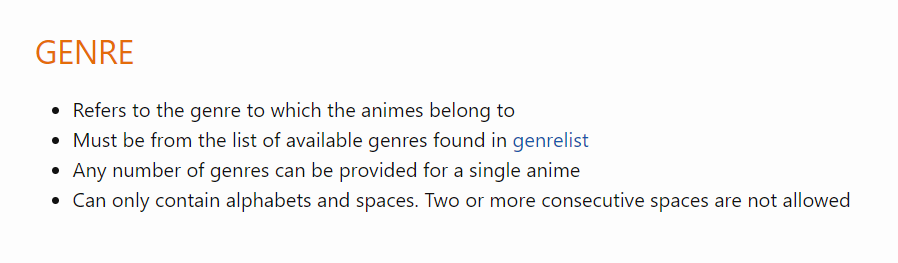 GENRE
• Refers to the genre to which the animes belong to
• Must be from the list of available genres found in genrelist
• Any number of genres can be provided for a single anime
• Can only contain alphabets and spaces. Two or more consecutive spaces are not allowed